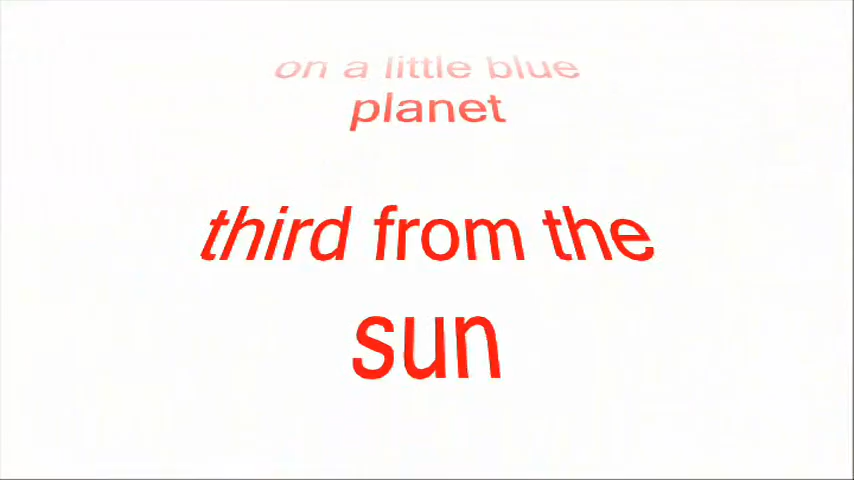 on a little blue
planet
third from the
sun